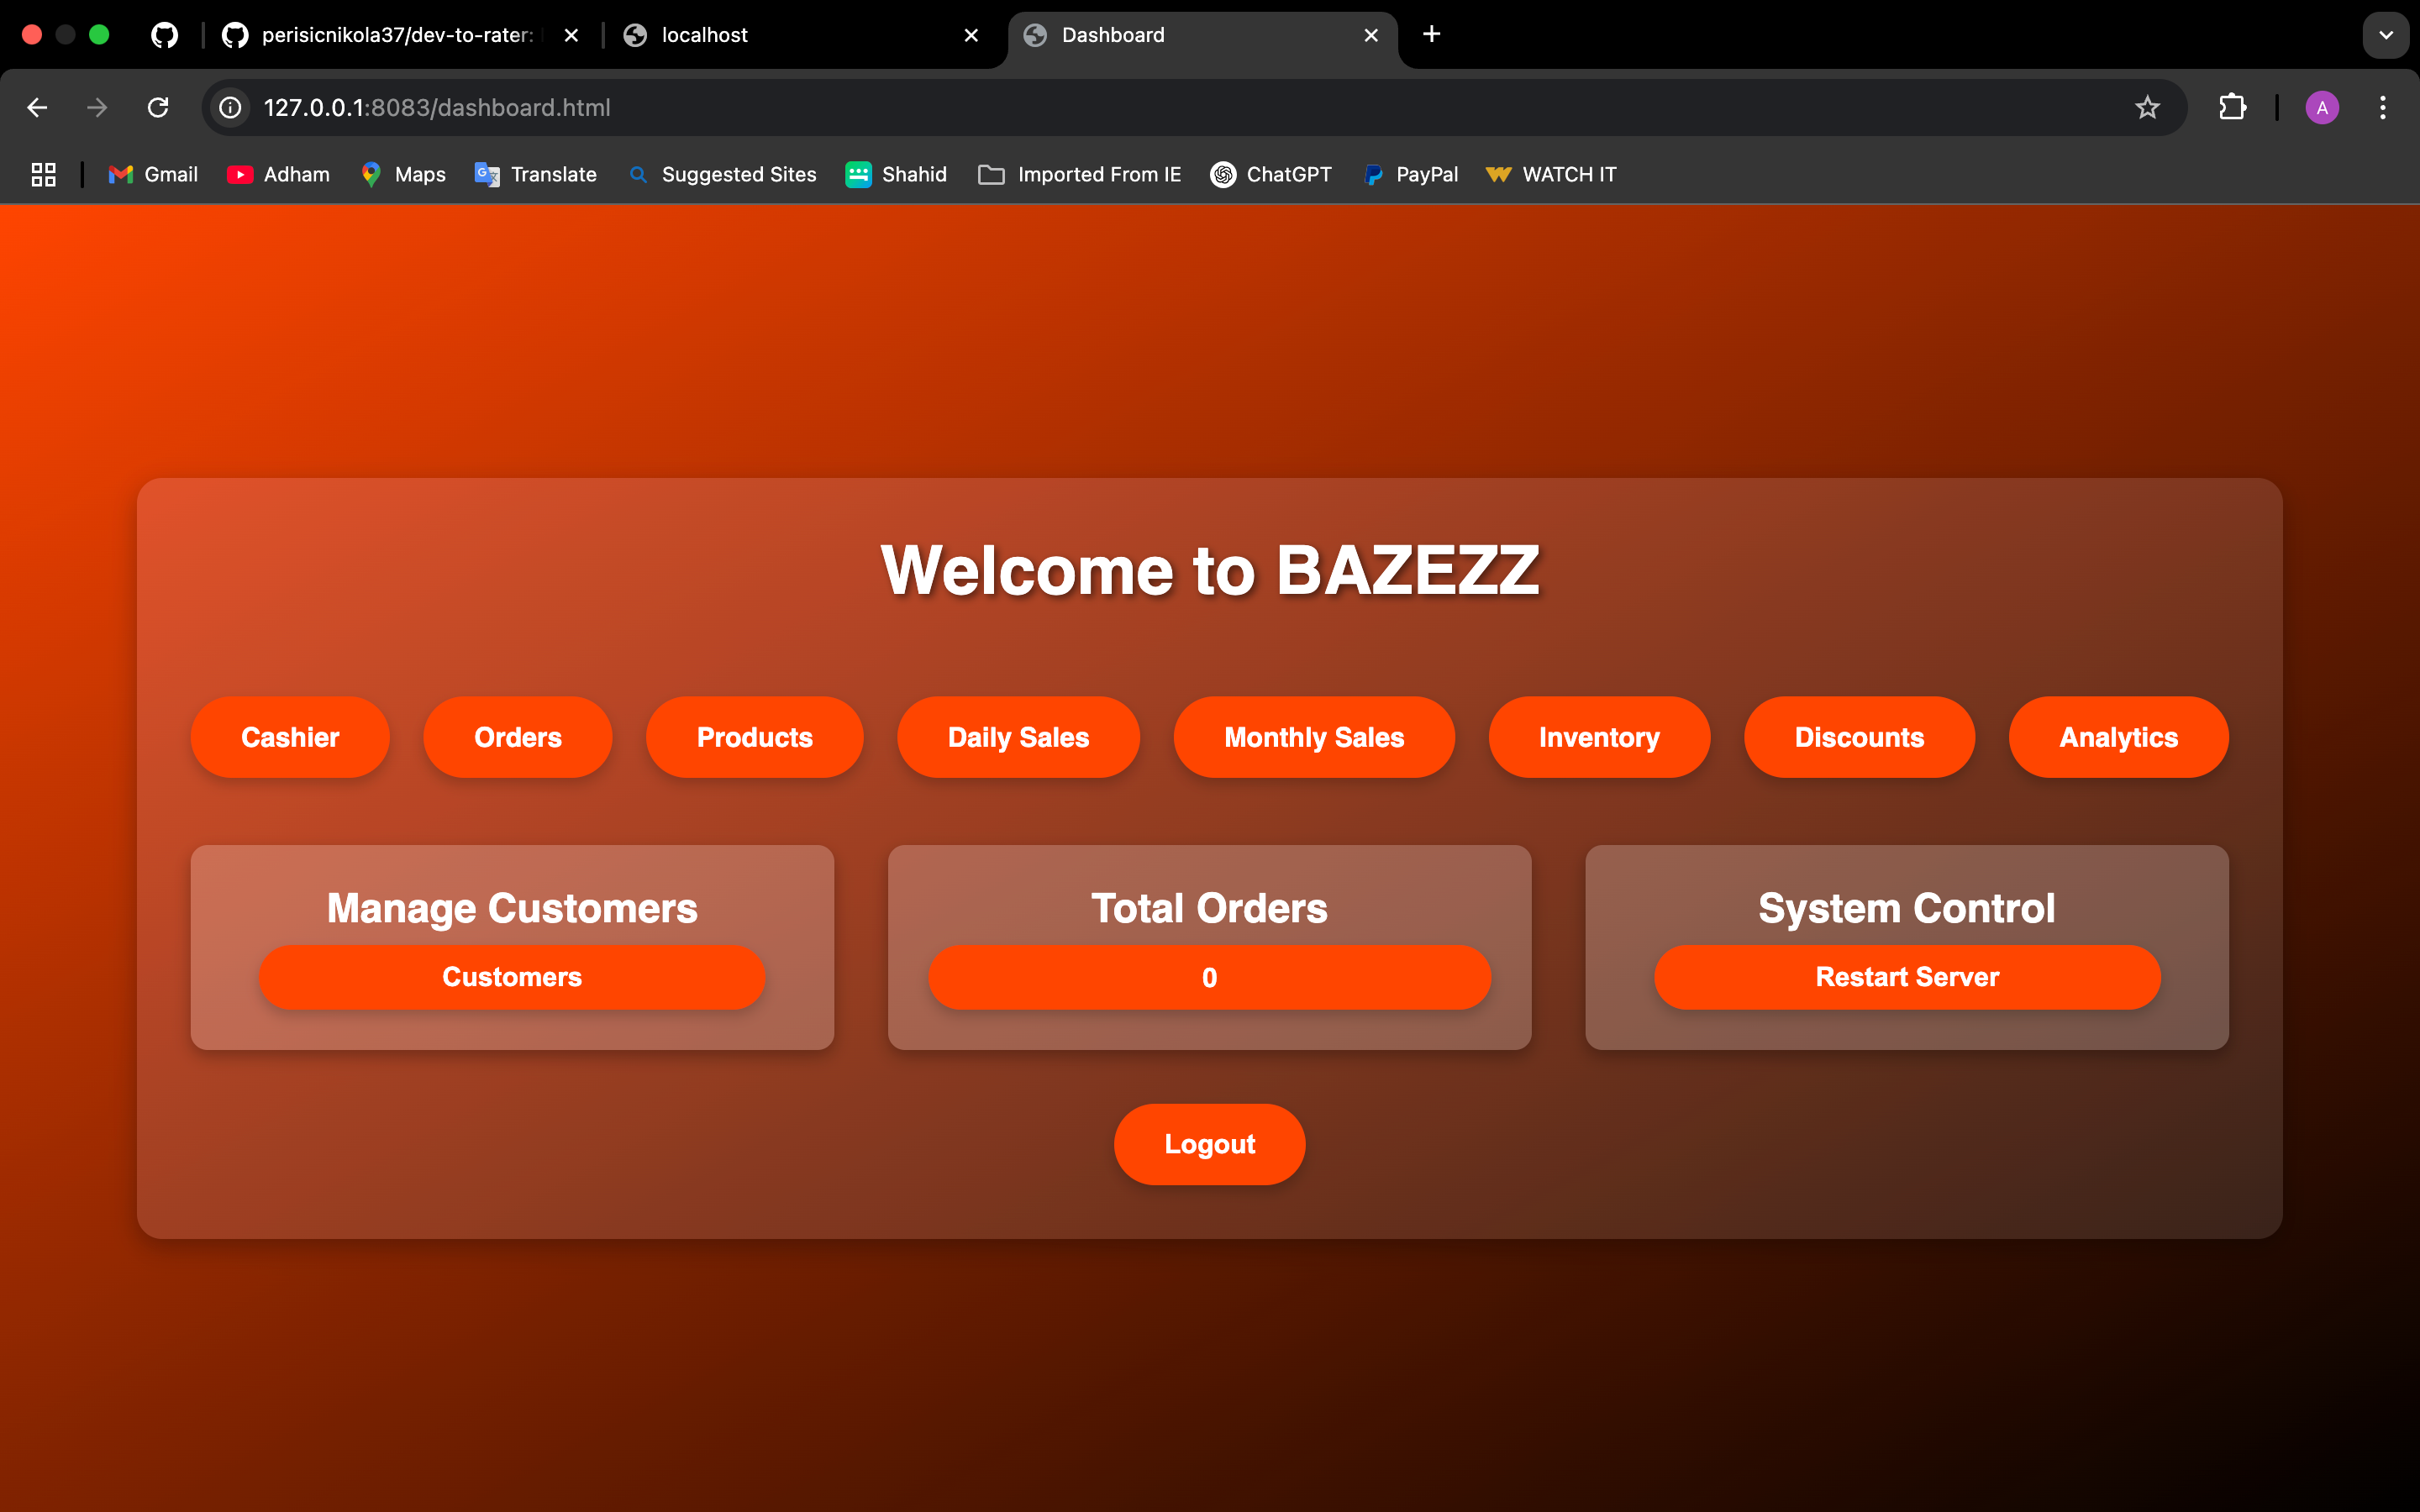 perisicnikola37/dev-to-rater:
localhost
Dashboard
127.0.0.1:8083/dashboard.html
A
Gmail
Adham
Maps
Translate
Suggested Sites
Shahid
Imported From IE
ChatGPT
PayPal
WATCH IT
Welcome to BAZEZZ
Cashier
Orders
Products
Daily Sales
Monthly Sales
Inventory
Discounts
Analytics
Manage Customers
Customers
Total Orders
0
System Control
Restart Server
Logout